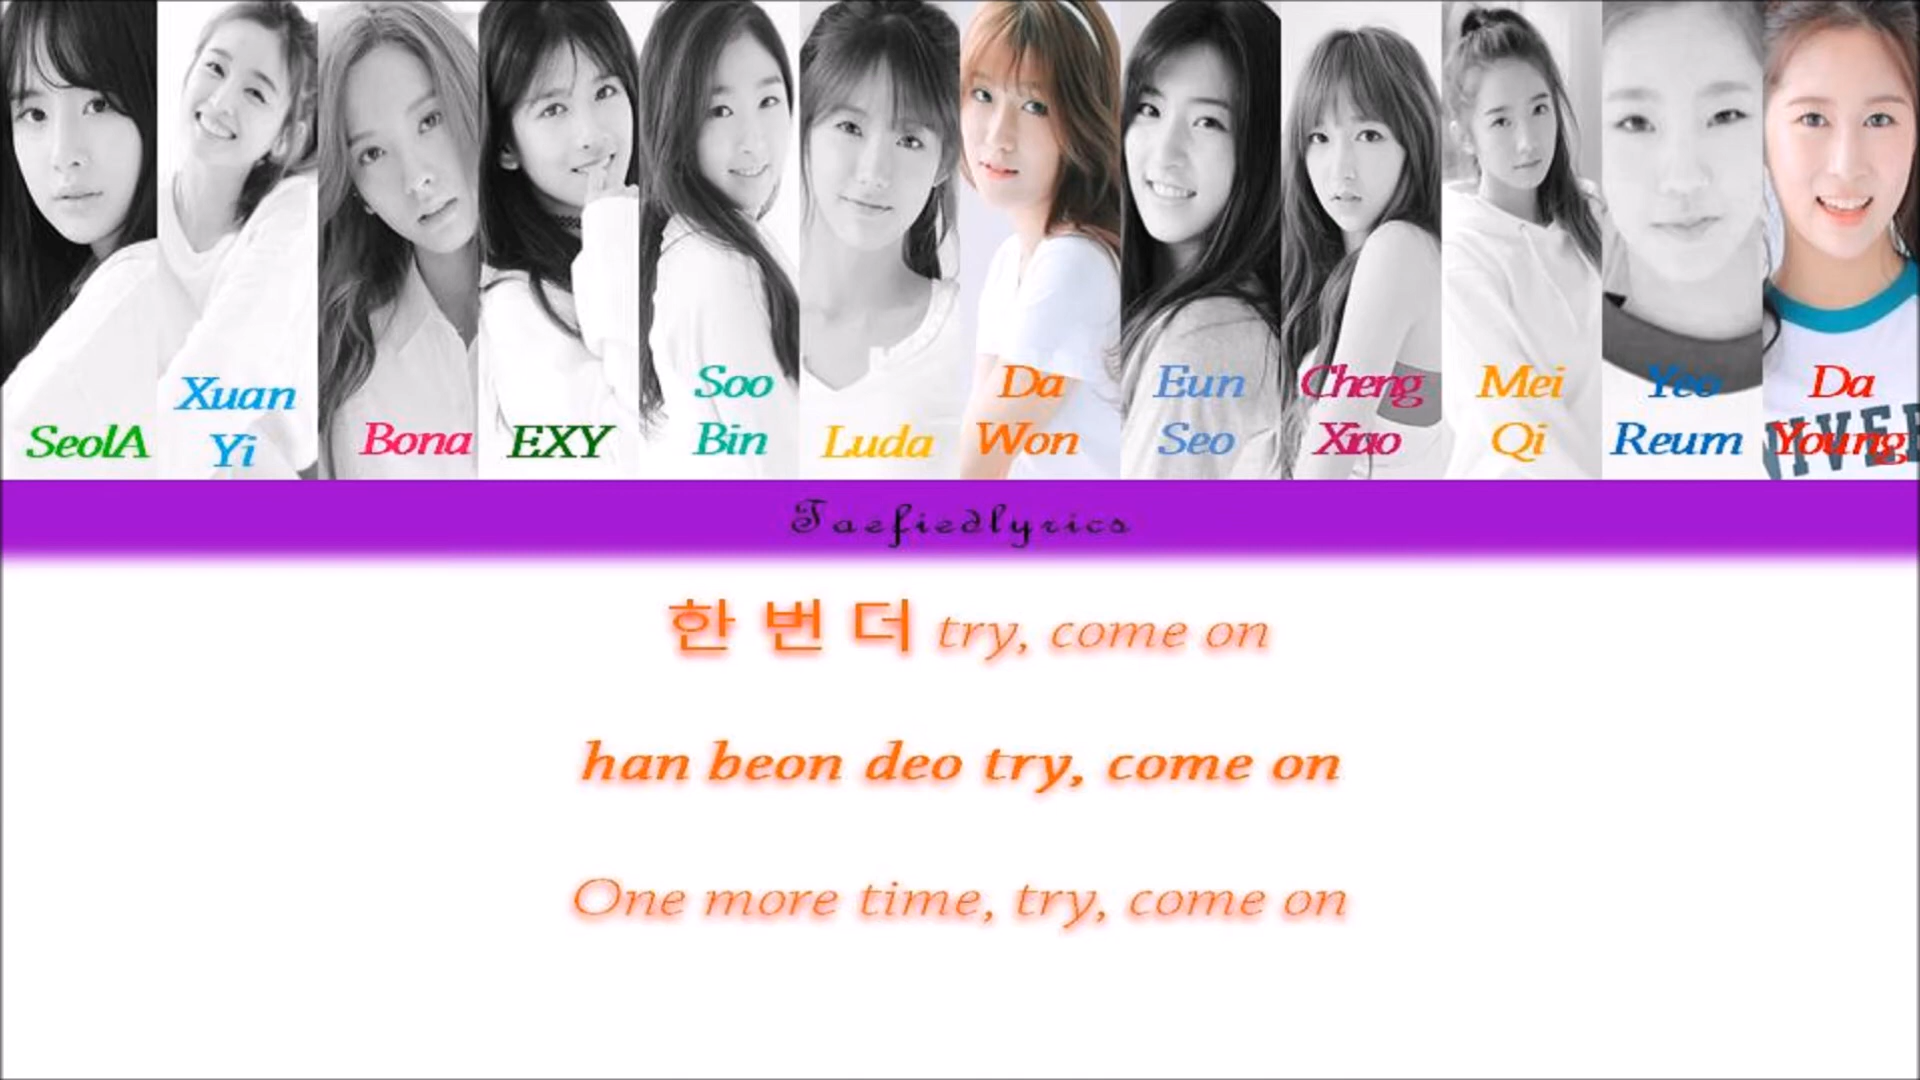 SeolA
Xuan
Yi
Bona
EXY
Soo
Bin
Luda
Da
Won
Eun
Seo
Cheng
Xiao
Mei
Qi
Yeo
Reum
Da
Young
Taefiedlyrics
한 번 더 try, come on
han beon deo try, come on
One more time, try, come on